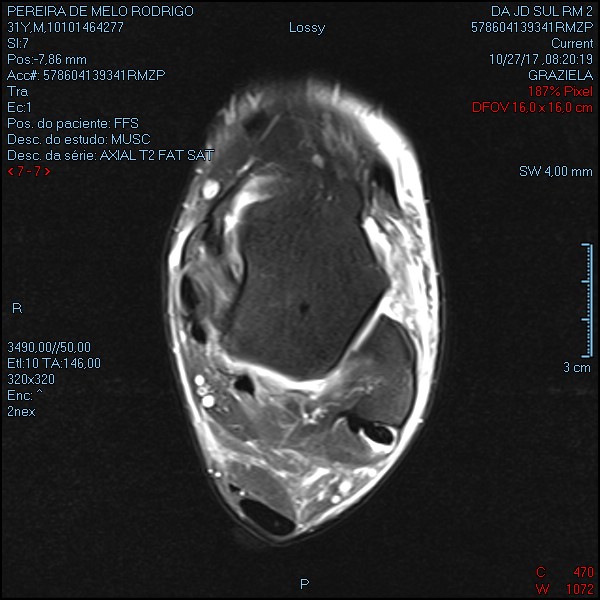 PEREIRA DE MELO RODRIGO
31Y,M,10101464277
Sl:7
Pos:-7,86 mm
Acc#: 578604139341RMZP
Tra
Ec:1
Pos. do paciente: FFS
Desc. do estudo: MUSC
Desc. da série: AXIAL T2 FAT SAT
< 7 - 7 >
Lossy
DA JD SUL RM 2
578604139341RMZP
Current
10/27/17 ,08:20:19
GRAZIELA
187% Pixel
DFOV 16,0 x 16,0 cm
SW 4,00 mm
R
3 cm
3490,00//50,00
Etl:10 TA:146,00
320x320
Enc: ^
2nex
P
C 470
W 1072